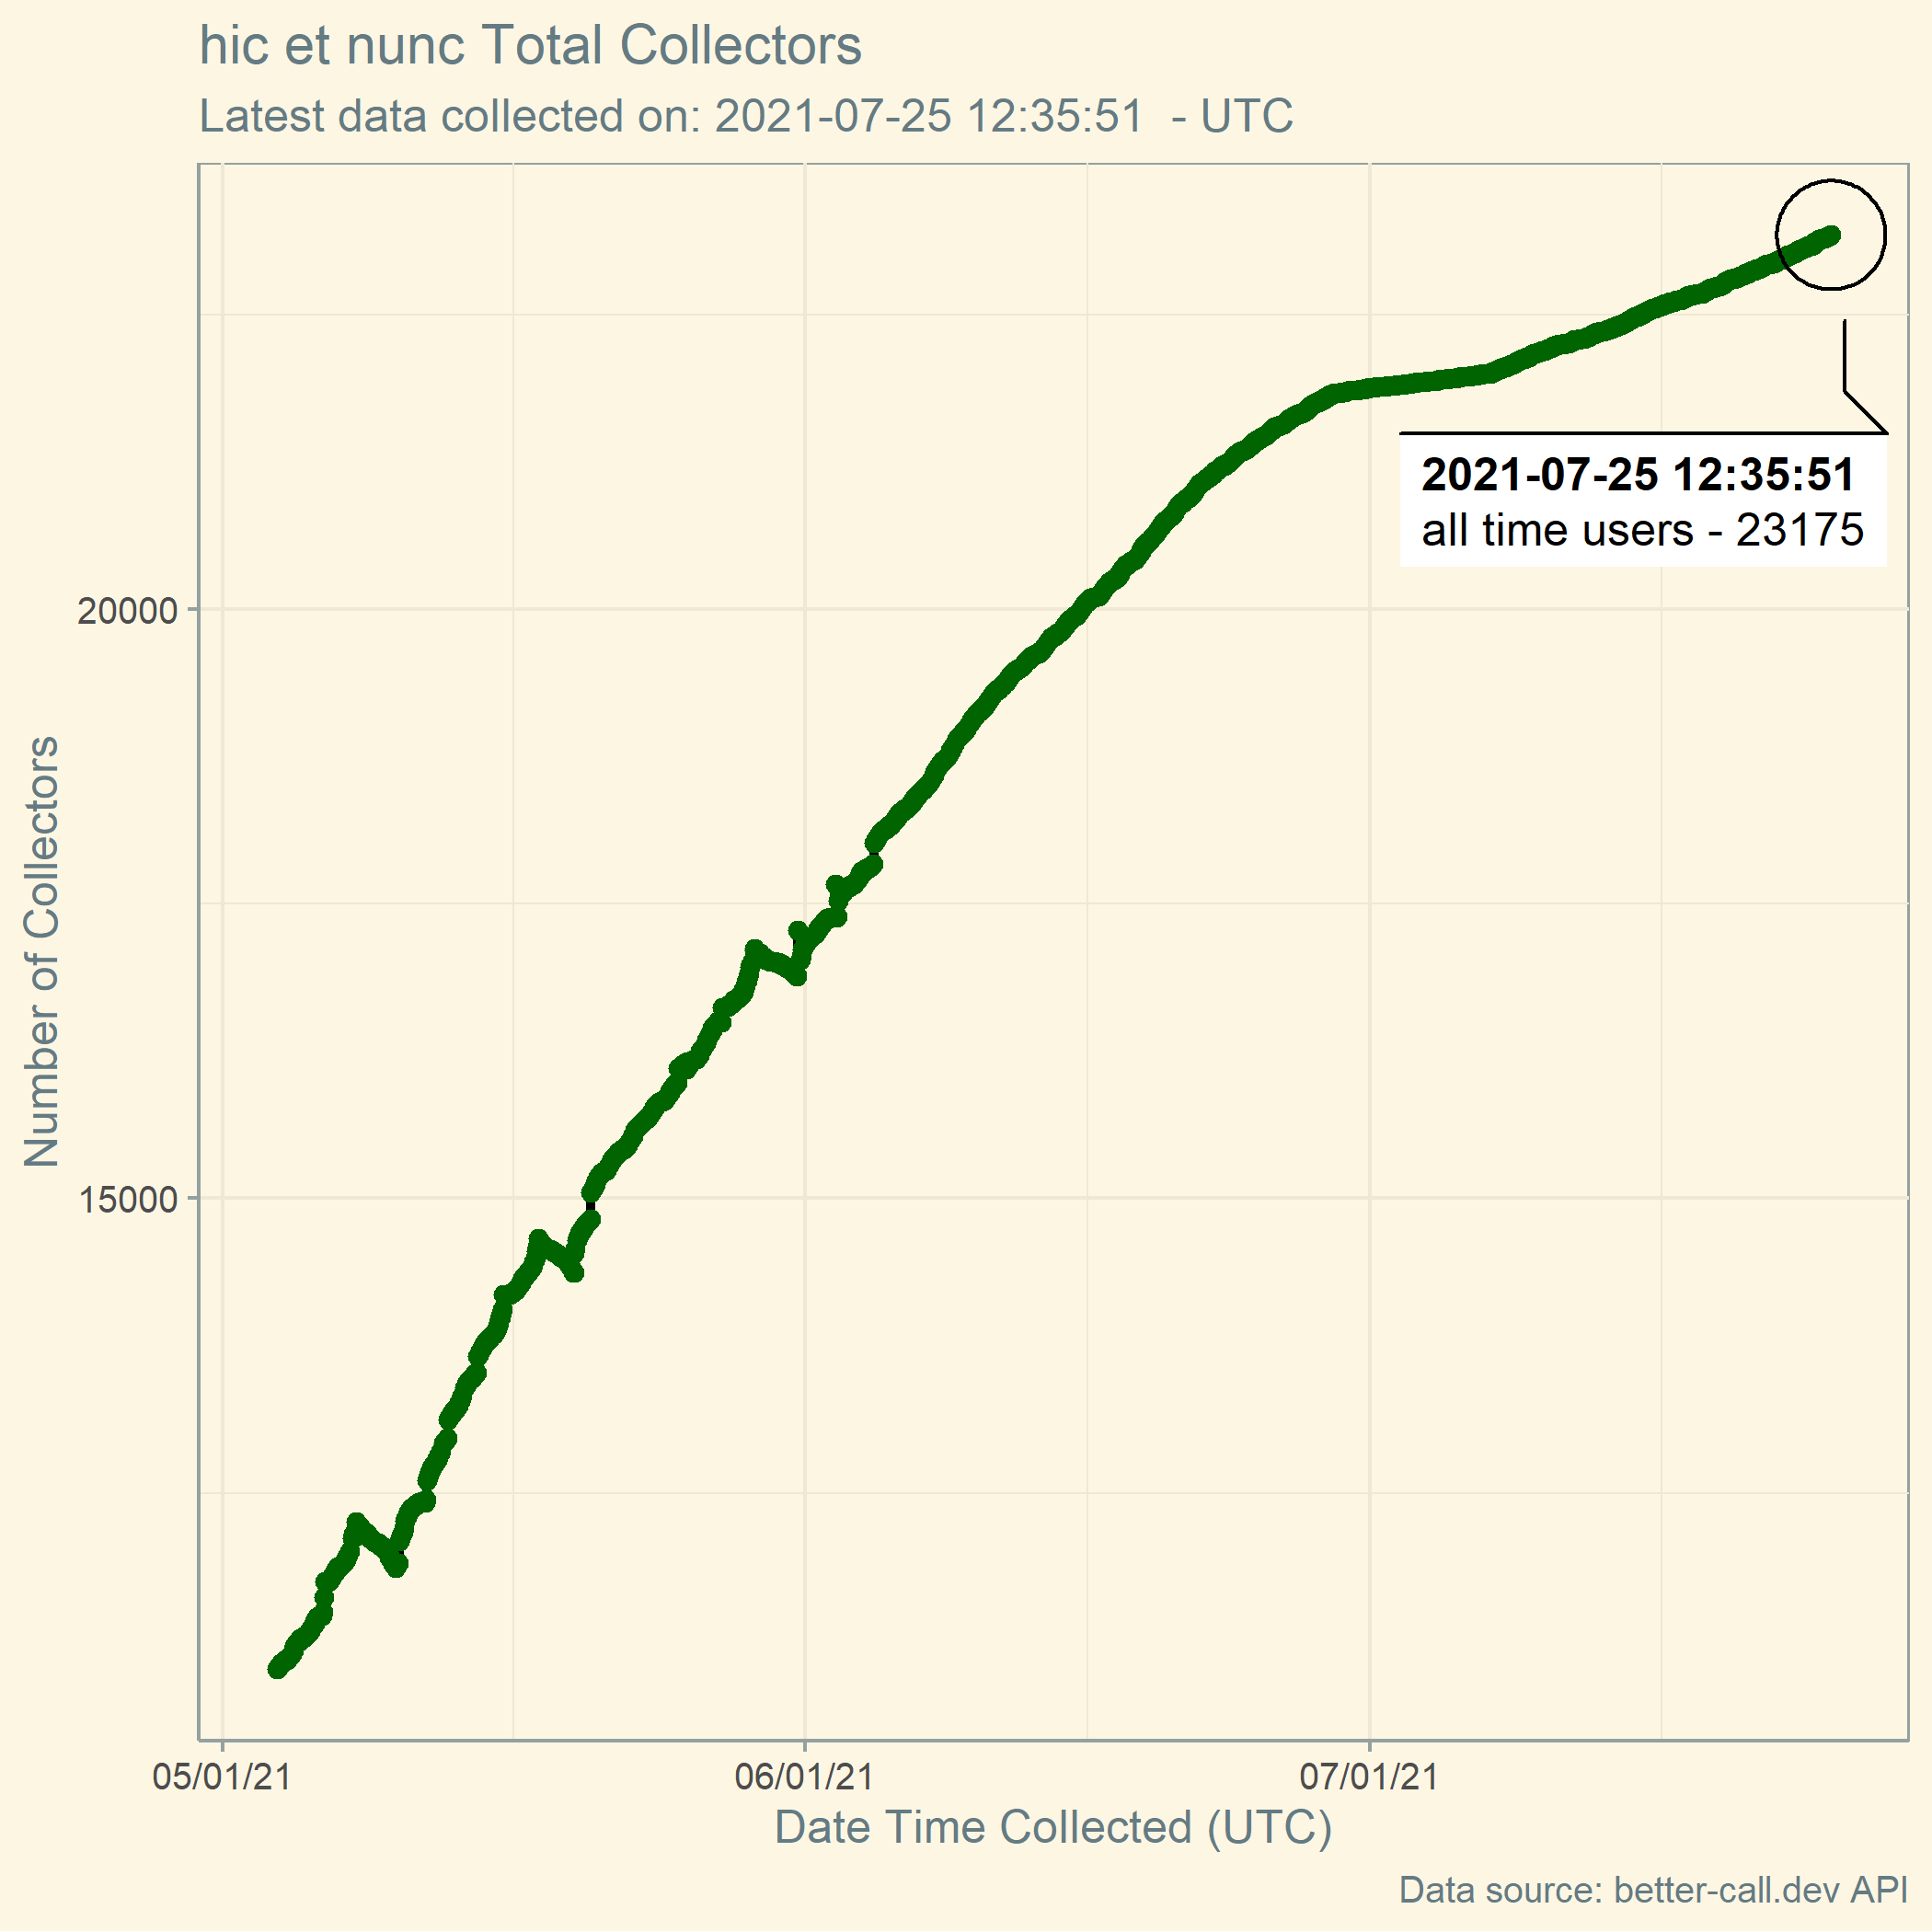 hic et nunc Total Collectors
Latest data collected on: 2021-07-25 12:35:51  - UTC
2021-07-25 12:35:51
all time users - 23175
20000
15000
Number of Collectors
05/01/21
06/01/21
07/01/21
Date Time Collected (UTC)
Data source: better-call.dev API